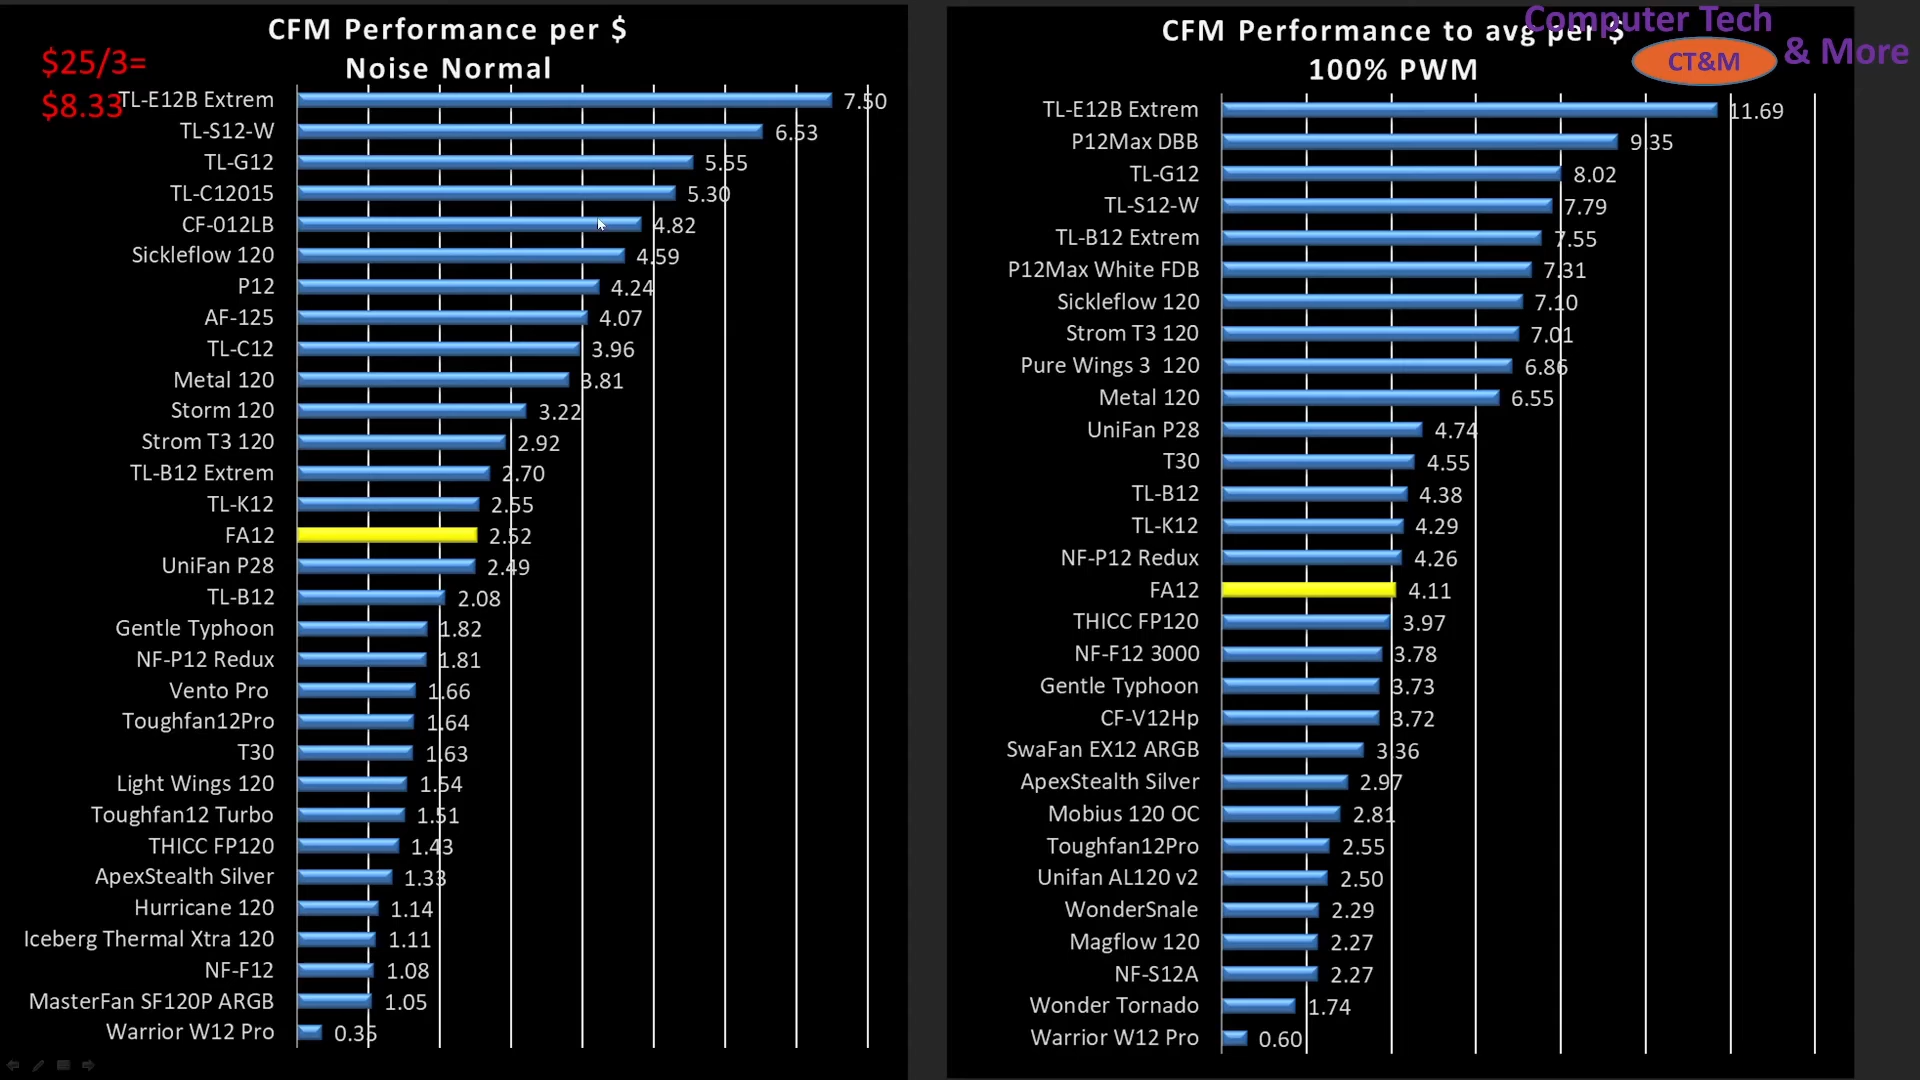 CFM Performance per $
Noise Normal
$25/3=
$8.33
TL-E12B Extrem 7.50
TL-S12-W 6.53
TL-G12 5.55
TL-C12015 5.30
CF-012LB 4.82
Sickleflow 120 4.59
P12 4.24
AF-125 4.07
TL-C12 3.96
Metal 120 3.81
Storm 120 3.22
Strom T3 120 2.92
TL-B12 Extrem 2.70
TL-K12 2.55
FA12 2.52
UniFan P28 2.49
TL-B12 2.08
Gentle Typhoon 1.82
NF-P12 Redux 1.81
Vento Pro 1.66
Toughfan12Pro 1.64
T30 1.63
Light Wings 120 1.54
Toughfan12 Turbo 1.51
THICC FP120 1.43
ApexStealth Silver 1.33
Hurricane 120 1.14
Iceberg Thermal Xtra 120 1.11
NF-F12 1.08
MasterFan SF120P ARGB 1.05
Warrior W12 Pro 0.35
CFM Performance to avg per $
100% PWM
Computer Tech
CT&M & More
TL-E12B Extrem 11.69
P12Max DBB 9.35
TL-G12 8.02
TL-S12-W 7.79
TL-B12 Extrem 7.55
P12Max White FDB 7.31
Sickleflow 120 7.10
Strom T3 120 7.01
Pure Wings 3 120 6.86
Metal 120 6.55
UniFan P28 4.74
T30 4.55
TL-B12 4.38
TL-K12 4.29
NF-P12 Redux 4.26
FA12 4.11
THICC FP120 3.97
NF-F12 3000 3.78
Gentle Typhoon 3.73
CF-V12Hp 3.72
SwaFan EX12 ARGB 3.36
ApexStealth Silver 2.97
Mobius 120 OC 2.81
Toughfan12Pro 2.55
Unifan AL120 v2 2.50
WonderSnale 2.29
Magflow 120 2.27
NF-S12A 2.27
Wonder Tornado 1.74
Warrior W12 Pro 0.60